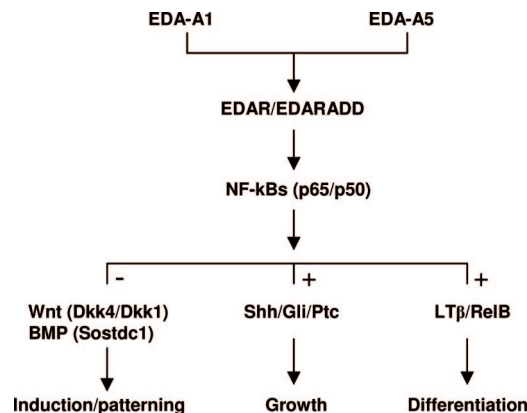 EDA-A1 EDA-A5
EDAR/EDARADD
NF-kBs (p65/p50)
- + +
Wnt (Dkk4/Dkk1) Shh/Gli/Ptc LTβ/RelB
BMP (Sostdc1)
Induction/patterning Growth Differentiation